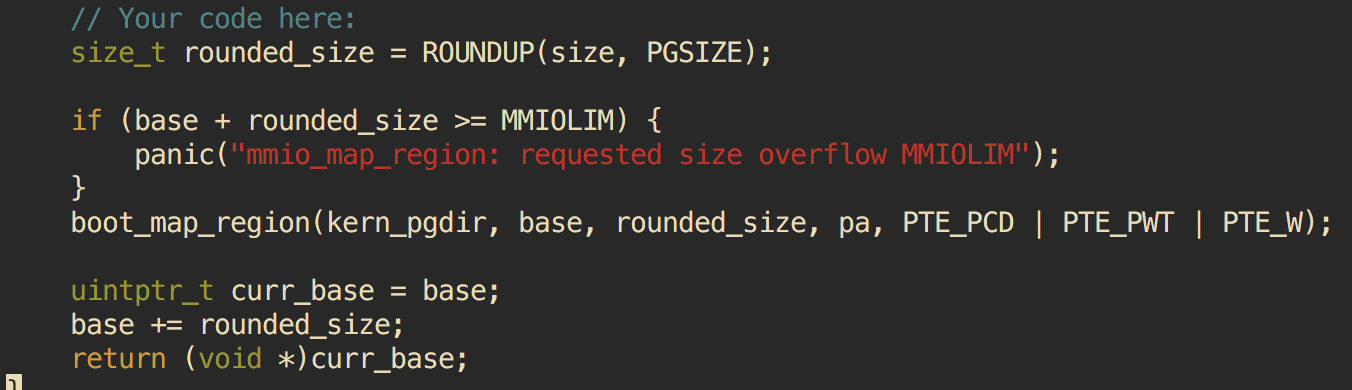 // Your code here:
size_t rounded_size = ROUNDUP(size, PGSIZE);
if (base + rounded_size >= MMIOLIM) {
panic("mmio_map_region: requested size overflow MMIOLIM");
}
boot_map_region(kern_pgdir, base, rounded_size, pa, PTE_PCD | PTE_PWT | PTE_W);
uintptr_t curr_base = base;
base += rounded_size;
return (void *)curr_base;
}